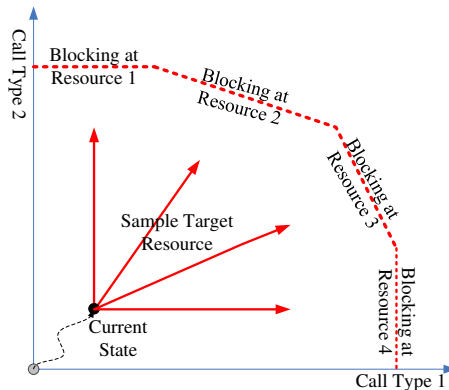 Call Type 2
Blocking at
Resource 1
Blocking at
Resource 2
Blocking at
Resource 3
Sample Target
Resource
Blocking at
Resource 4
Current
State
Call Type 1